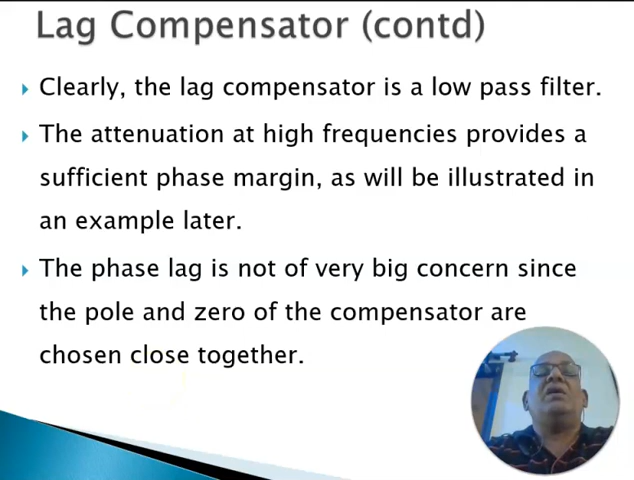 Lag Compensator (contd)
Clearly, the lag compensator is a low pass filter.
The attenuation at high frequencies provides a
sufficient phase margin, as will be illustrated in
an example later.
The phase lag is not of very big concern since
the pole and zero of the compensator are
chosen close together.